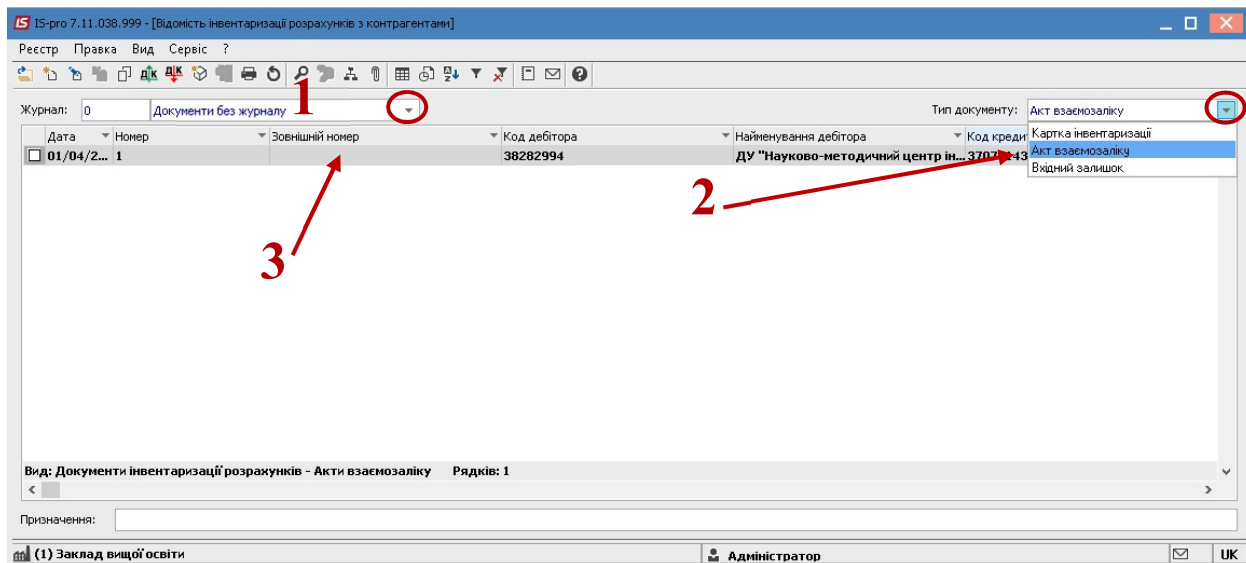 IS-pro 7.11.038.999 - [Відомість інвентаризації розрахунків з контрагентами]
Реєстр Правка Вид Сервіс ?
1
Журнал: 0 Документи без журналу Тип документу: Акт взаємозаліку
Дата Номер Зовнішній номер Код дебітора Найменування дебітора Код креди
Картка інвентаризації
01/04/2... 1 38282994 ДУ "Науково-методичний центр ін...
Акт взаємозаліку
Вхідний залишок
2
3
Вид: Документи інвентаризації розрахунків - Акти взаємозаліку Рядків: 1
Призначення:
(1) Заклад вищої освіти Адміністратор UK